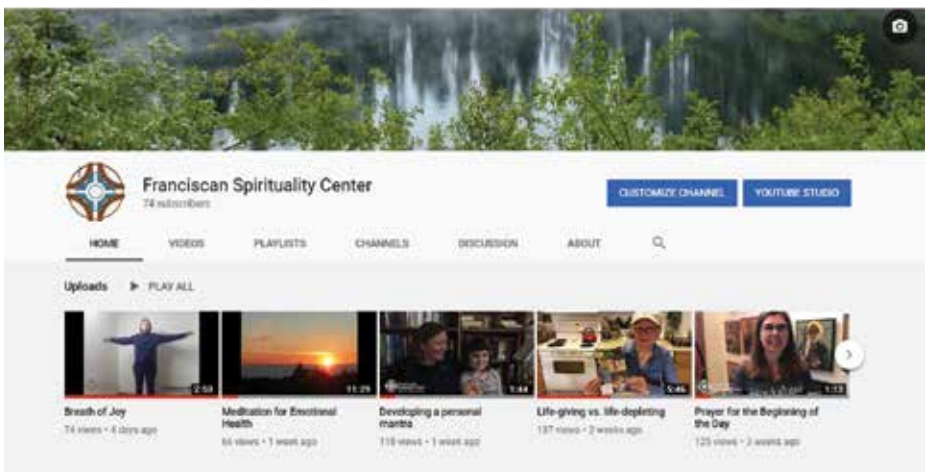 Franciscan Spirituality Center
74 subscribers
CUSTOMIZE CHANNEL
YOUTUBE STUDIO
HOME
VIDEOS
PLAYLISTS
CHANNELS
DISCUSSION
ABOUT
Uploads
PLAY ALL
2:50
11:29
1:44
5:46
1:13
Breath of Joy
74 views • 4 days ago
Meditation for Emotional
Health
66 views • 1 week ago
Developing a personal
mantra
118 views • 1 week ago
Life-giving vs. life-depleting
137 views • 2 weeks ago
Prayer for the Beginning of
the Day
125 views • 2 weeks ago